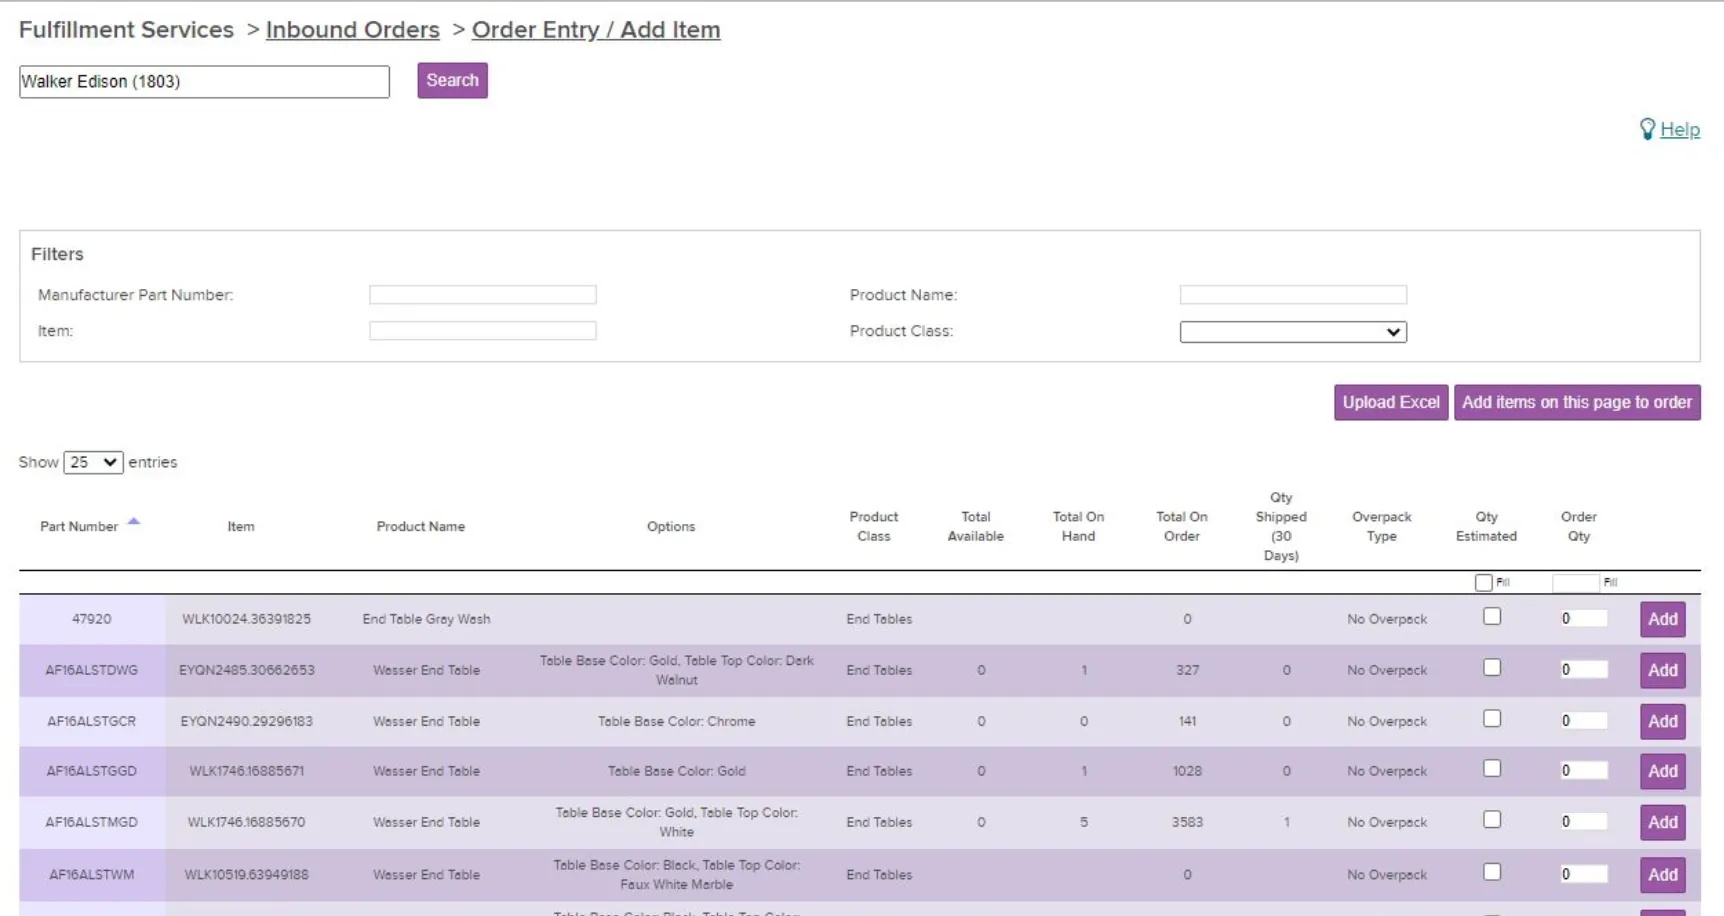 Fulfillment Services > Inbound Orders > Order Entry / Add Item
Walker Edison (1803) Search
Help
Filters
Manufacturer Part Number: Product Name:
Item: Product Class:
Upload Excel Add items on this page to order
Show 25 entries
Part Number Item Product Name Options Product Class Total Available Total On Hand Total On Order Qty Shipped (30 Days) Overpack Type Qty Estimated Order Qty
Fill Fill
47920 WLK10024.36391825 End Table Gray Wash End Tables 0 No Overpack 0 Add
AF16ALSTDWG EYQN2485.30662653 Wasser End Table Table Base Color: Gold, Table Top Color: Dark Walnut End Tables 0 1 327 0 No Overpack 0 Add
AF16ALSTGCR EYQN2490.29296183 Wasser End Table Table Base Color: Chrome End Tables 0 0 141 0 No Overpack 0 Add
AF16ALSTGGD WLK1746.16885671 Wasser End Table Table Base Color: Gold End Tables 0 1 1028 0 No Overpack 0 Add
AF16ALSTMGD WLK1746.16885670 Wasser End Table Table Base Color: Gold, Table Top Color: White End Tables 0 5 3583 1 No Overpack 0 Add
AF16ALSTWM WLK10519.63949188 Wasser End Table Table Base Color: Black, Table Top Color: Faux White Marble End Tables 0 No Overpack 0 Add